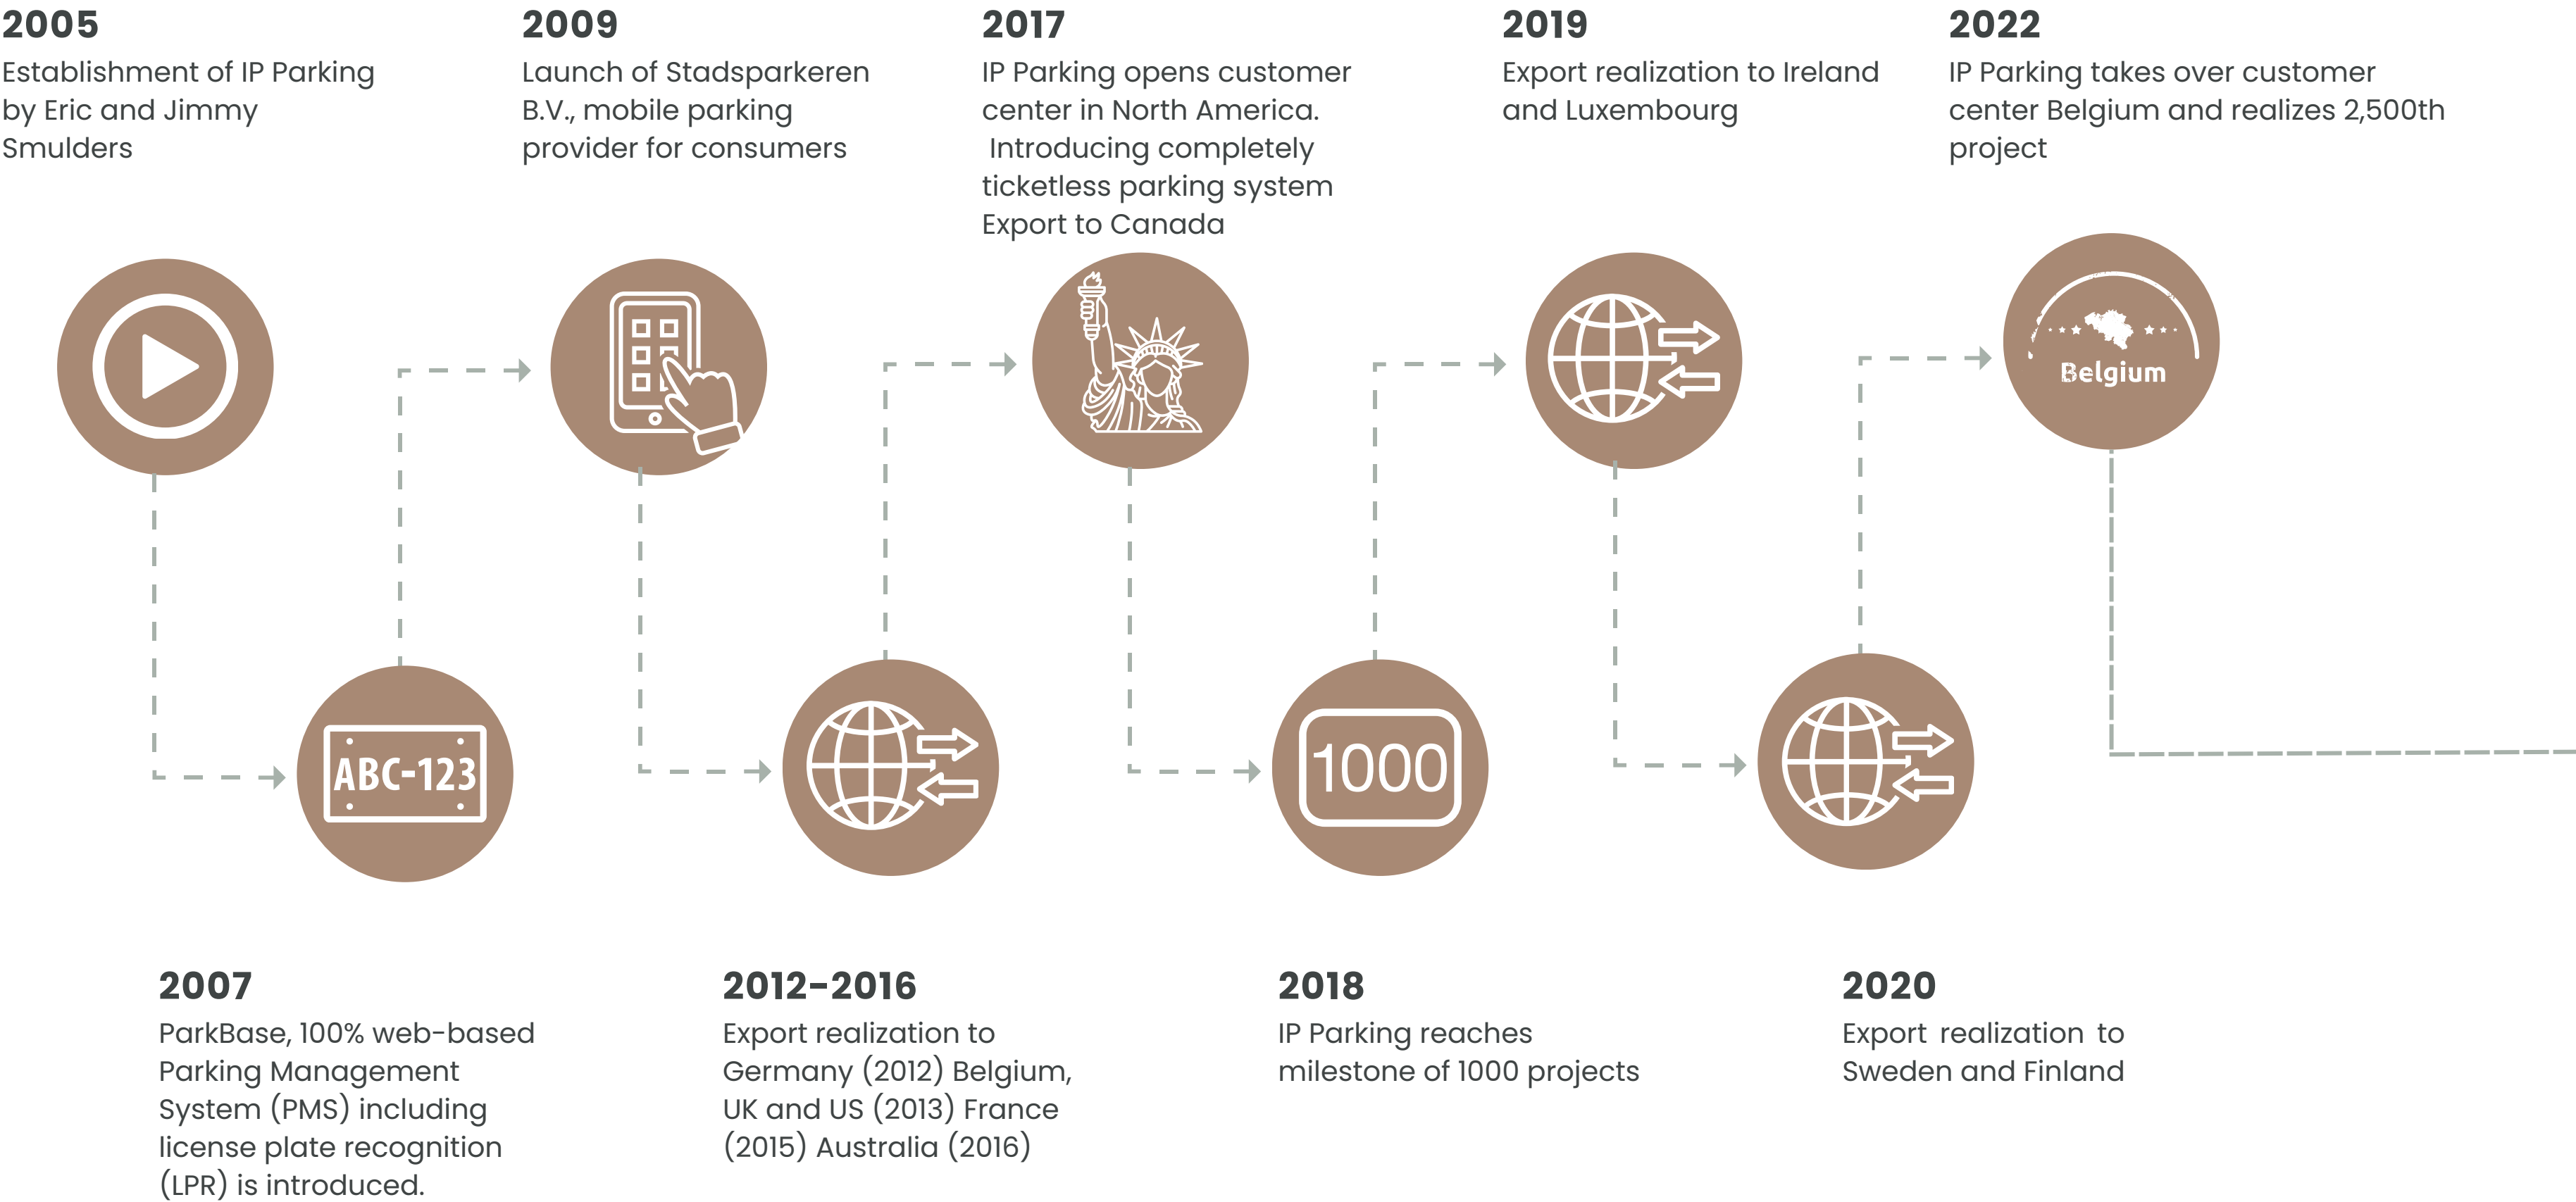 2005
Establishment of IP Parking
by Eric and Jimmy
Smulders
2009
Launch of Stadsparkeren
B.V., mobile parking
provider for consumers
2017
IP Parking opens customer
center in North America.
Introducing completely
ticketless parking system
Export to Canada
2019
Export realization to Ireland
and Luxembourg
2022
IP Parking takes over customer
center Belgium and realizes 2,500th
project
Belgium
ABC-123
1000
2007
ParkBase, 100% web-based
Parking Management
System (PMS) including
license plate recognition
(LPR) is introduced.
2012-2016
Export realization to
Germany (2012) Belgium,
UK and US (2013) France
(2015) Australia (2016)
2018
IP Parking reaches
milestone of 1000 projects
2020
Export realization to
Sweden and Finland